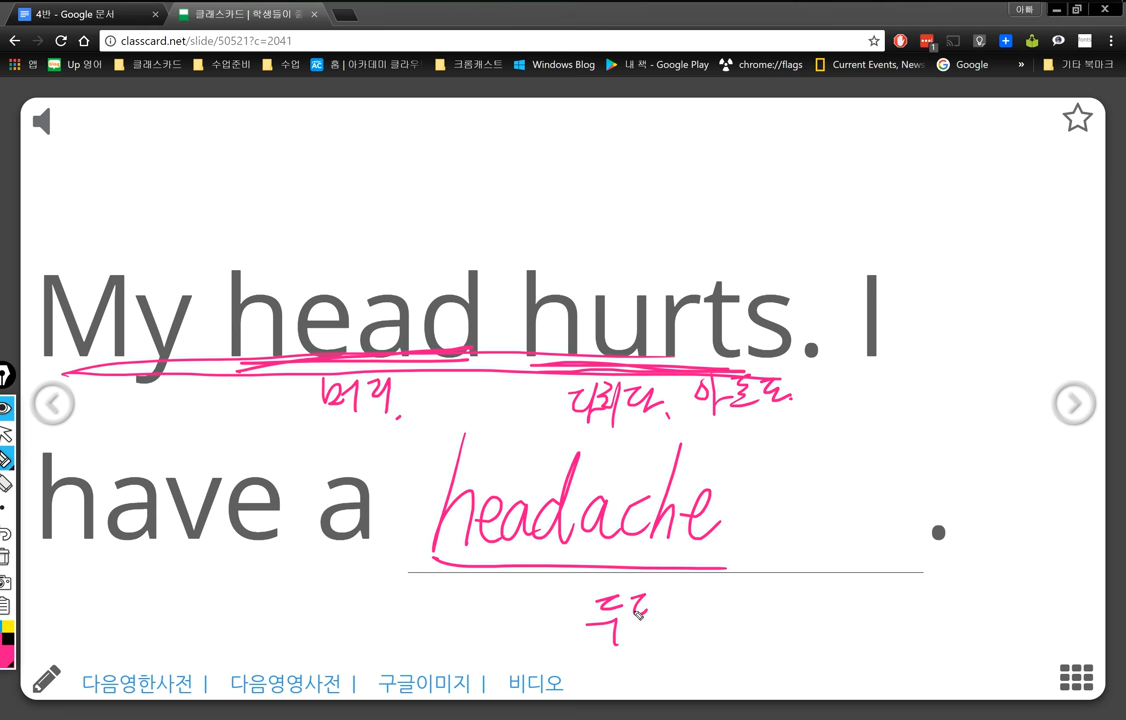 4반 - Google 문서
클래스카드 | 학생들이 좋
아빠
classcard.net/slide/50521?c=2041
1
앱
Up 영어
클래스카드
수업준비
수업
AC
홈 | 아카데미 클라우
크롬캐스트
Windows Blog
내 책 - Google Play
chrome://flags
Current Events, News
Google
»
기타 북마크
My head hurts. I
머리.
다치다, 아프다.
have a headache.
두
다음영한사전 | 다음영영사전 | 구글이미지 | 비디오